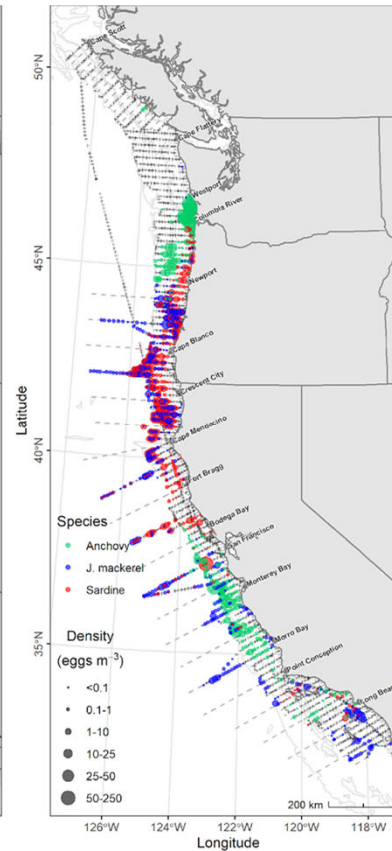 50°N
45°N
40°N
35°N
Latitude
Cape Scott
Cape Flattery
Westport
Columbia River
Newport
Cape Blanco
Crescent City
Cape Mendocino
Fort Bragg
Bodega Bay
San Francisco
Monterey Bay
Morro Bay
Point Conception
Long Bea
Species
Anchovy
J. mackerel
Sardine
Density
(eggs m⁻³)
<0.1
0.1-1
1-10
10-25
25-50
50-250
200 km
126°W
124°W
122°W
120°W
118°W
Longitude